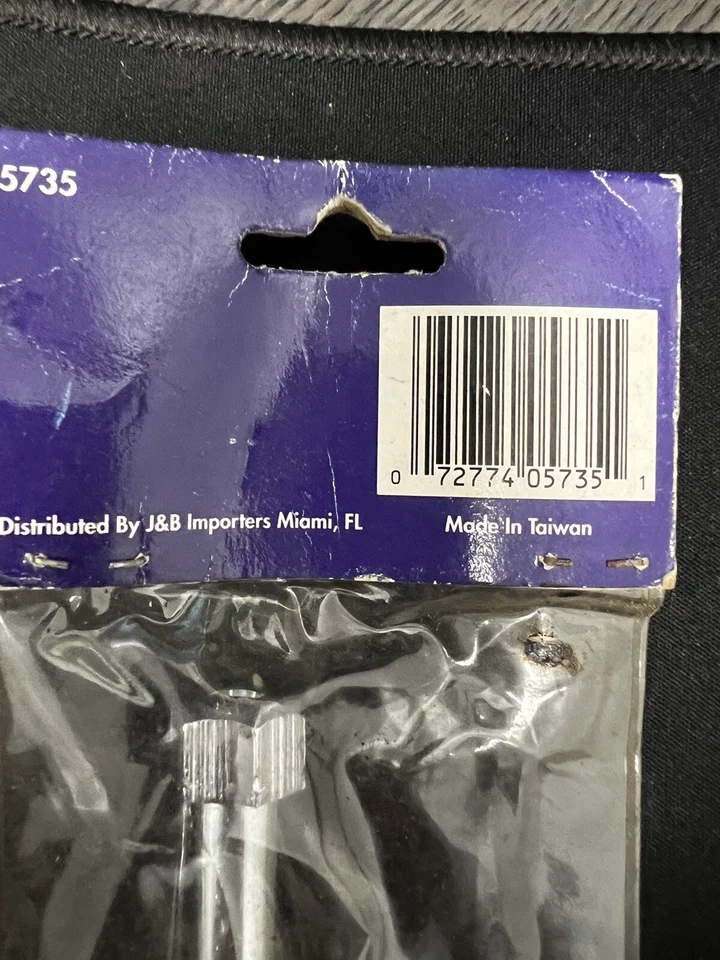 5735
0 72774 05735 1
Distributed By J&B Importers Miami, FL
Made In Taiwan